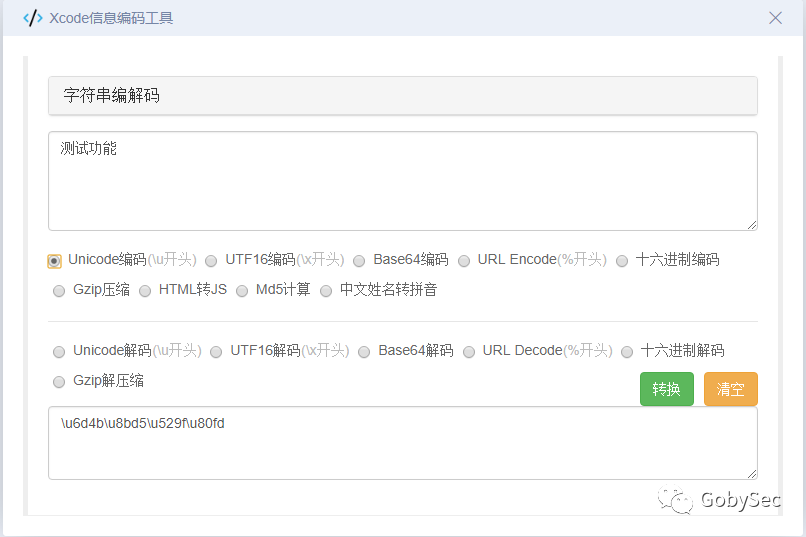 Xcode信息编码工具
字符串编解码
测试功能
Unicode编码(\u开头) UTF16编码(\x开头) Base64编码 URL Encode(%开头) 十六进制编码
Gzip压缩 HTML转JS Md5计算 中文姓名转拼音
Unicode解码(\u开头) UTF16解码(\x开头) Base64解码 URL Decode(%开头) 十六进制解码
Gzip解压缩 转换 清空
\u6d4b\u8bd5\u529f\u80fd
GobySec